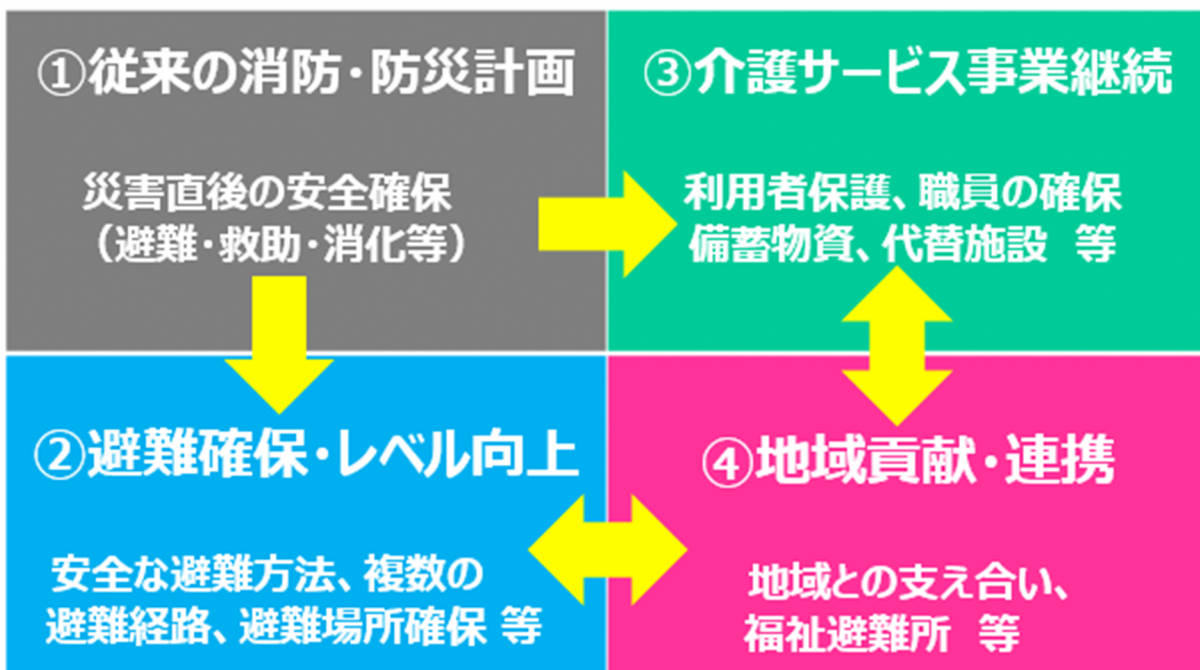 ①従来の消防・防災計画
災害直後の安全確保
（避難・救助・消化等）
②避難確保・レベル向上
安全な避難方法、複数の
避難経路、避難場所確保 等
③介護サービス事業継続
利用者保護、職員の確保
備蓄物資、代替施設 等
④地域貢献・連携
地域との支え合い、
福祉避難所 等